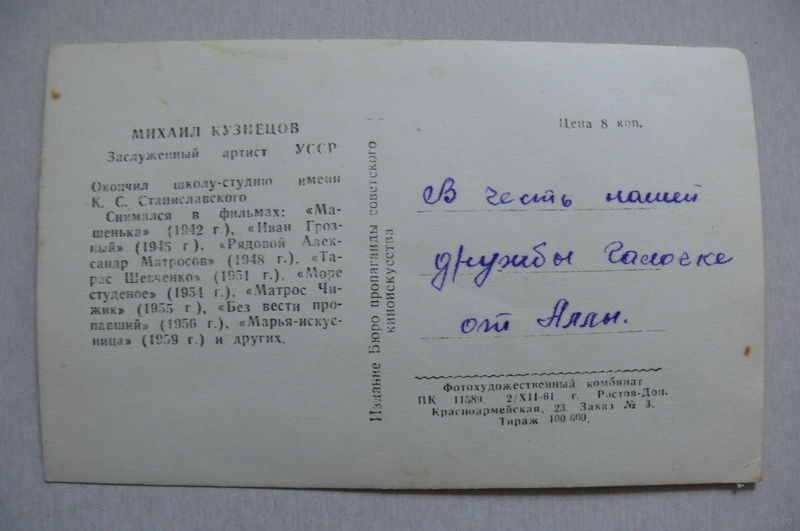 МИХАИЛ КУЗНЕЦОВ
Заслуженный артист УССР
Окончил школу-студию имени
К. С. Станиславского
Снимался в фильмах: «Ма-
шенька» (1942 г.), «Иван Гроз-
ный» (1945 г.), «Рядовой Алек-
сандр Матросов» (1948 г.), «Та-
рас Шевченко» (1951 г.), «Море
студеное» (1954 г.), «Матрос Чи-
жик» (1955 г.), «Без вести про-
павший» (1956 г.), «Марья-искус-
ница» (1959 г.) и других.
Издание Бюро пропаганды советского
киноискусства
Цена 8 коп.
В честь нашей
дружбы Галочке
от Аллы.
Фотохудожественный комбинат
ПК 11589. 2/XII-61 г. Ростов-Дон.
Красноармейская, 23. Заказ № 3.
Тираж 100 000.